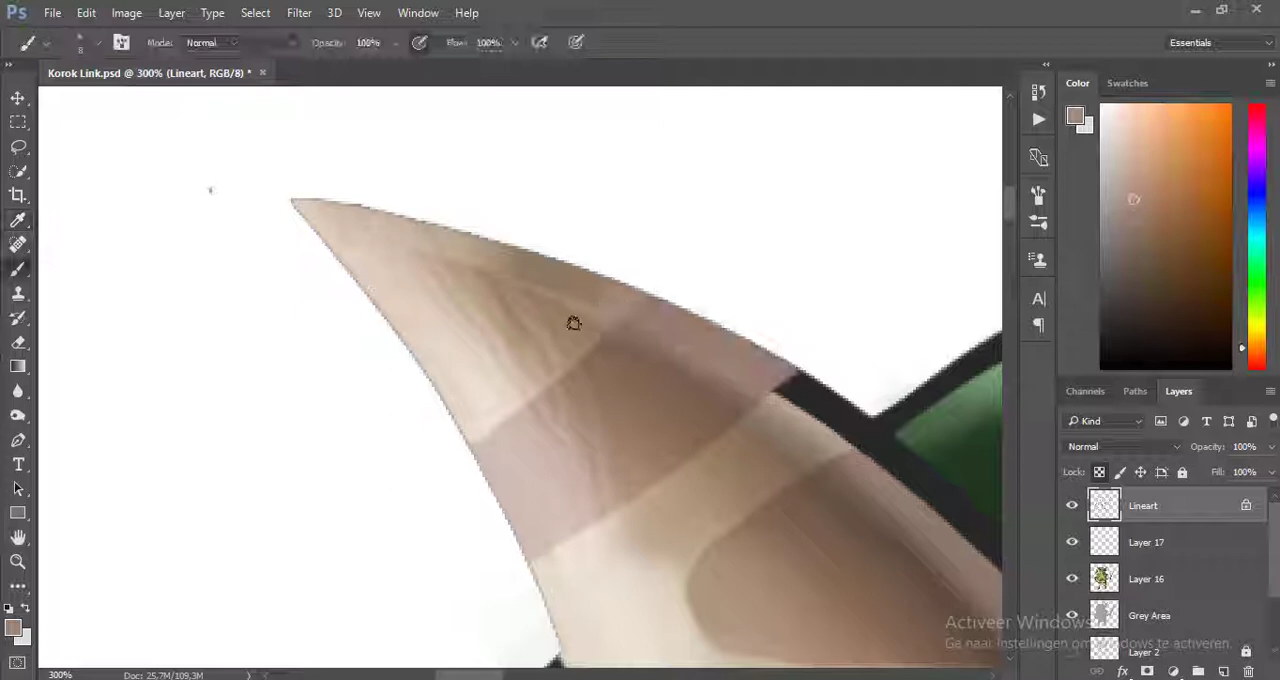 Ps File Edit Image Layer Type Select Filter 3D View Window Help
8 Mode: Normal Opacity: 100% Flow: 100% Essentials
Korok Link.psd @ 300% (Lineart, RGB/8) *
Color Swatches
Channels Paths Layers
Kind
Normal Opacity: 100%
Lock: Fill: 100%
Lineart
Layer 17
Layer 16
Grey Area
Layer 2
Activeer Windows
Ga naar instellingen om Windows te activeren.
300% Doc: 25.7M/109.3M